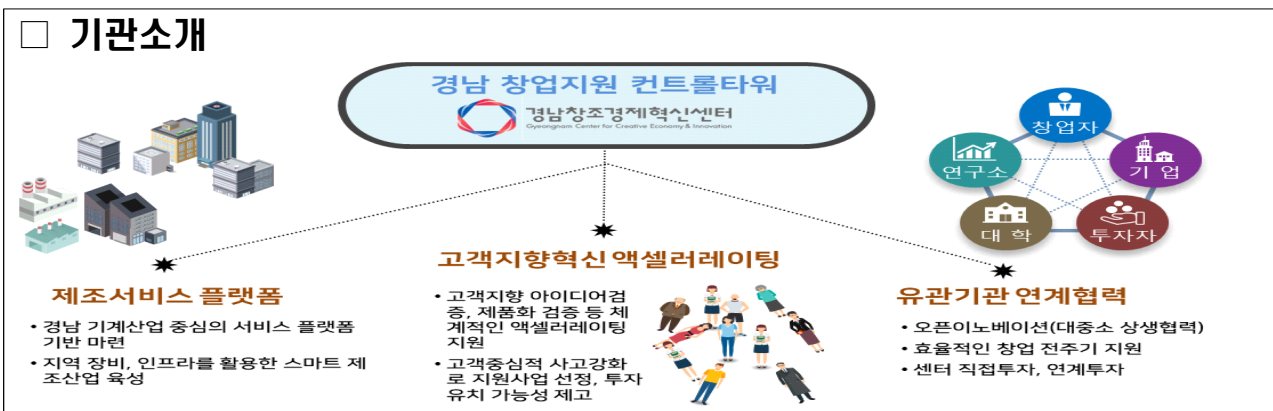 □ 기관소개
경남 창업지원 컨트롤타워
경남창조경제혁신센터
Gyeongnam Center for Creative Economy & Innovation
창업자
연구소
기 업
대 학
투자자
제조서비스 플랫폼
• 경남 기계산업 중심의 서비스 플랫폼
기반 마련
• 지역 장비, 인프라를 활용한 스마트 제
조산업 육성
고객지향혁신 액셀러레이팅
• 고객지향 아이디어검
증, 제품화 검증 등 체
계적인 액셀러레이팅
지원
• 고객중심적 사고강화
로 지원사업 선정, 투자
유치 가능성 제고
유관기관 연계협력
• 오픈이노베이션(대중소 상생협력)
• 효율적인 창업 전주기 지원
• 센터 직접투자, 연계투자